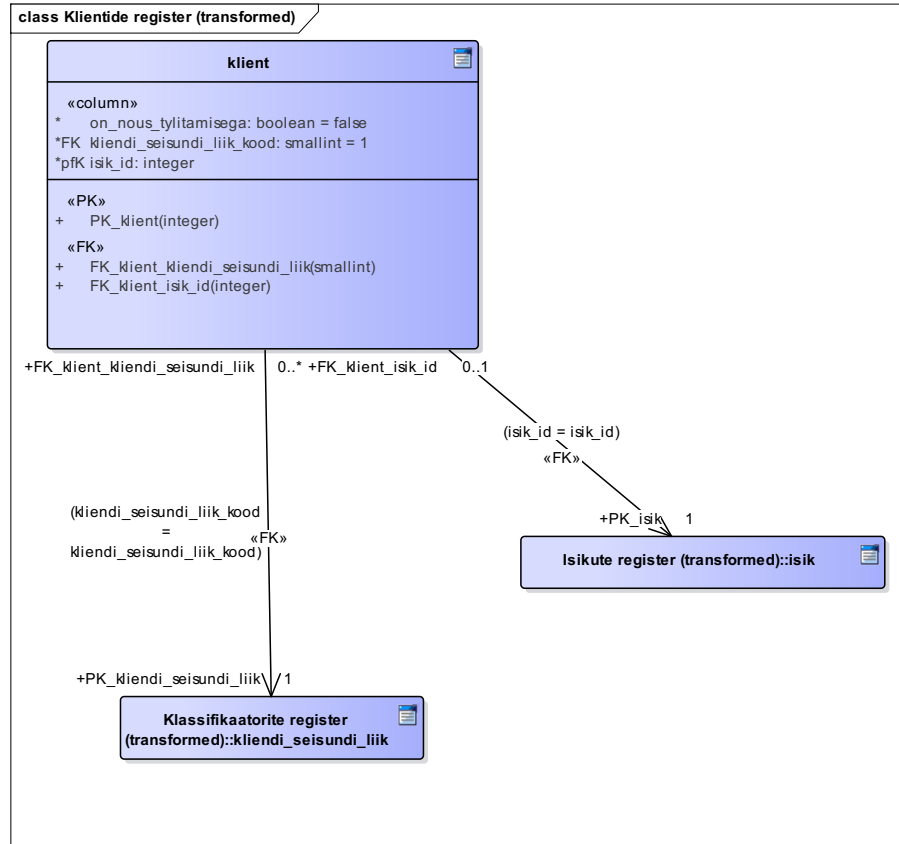 class Klientide register (transformed)
klient
«column»
* on_nous_tylitamisega: boolean = false
*FK kliendi_seisundi_liik_kood: smallint = 1
*pfK isik_id: integer
«PK»
+ PK_klient(integer)
«FK»
+ FK_klient_kliendi_seisundi_liik(smallint)
+ FK_klient_isik_id(integer)
+FK_klient_kliendi_seisundi_liik 0..* +FK_klient_isik_id 0..1
(isik_id = isik_id)
«FK»
(kliendi_seisundi_liik_kood
=
«FK»
kliendi_seisundi_liik_kood)
+PK_isik 1
Isikute register (transformed)::isik
+PK_kliendi_seisundi_liik 1
Klassifikaatorite register
(transformed)::kliendi_seisundi_liik